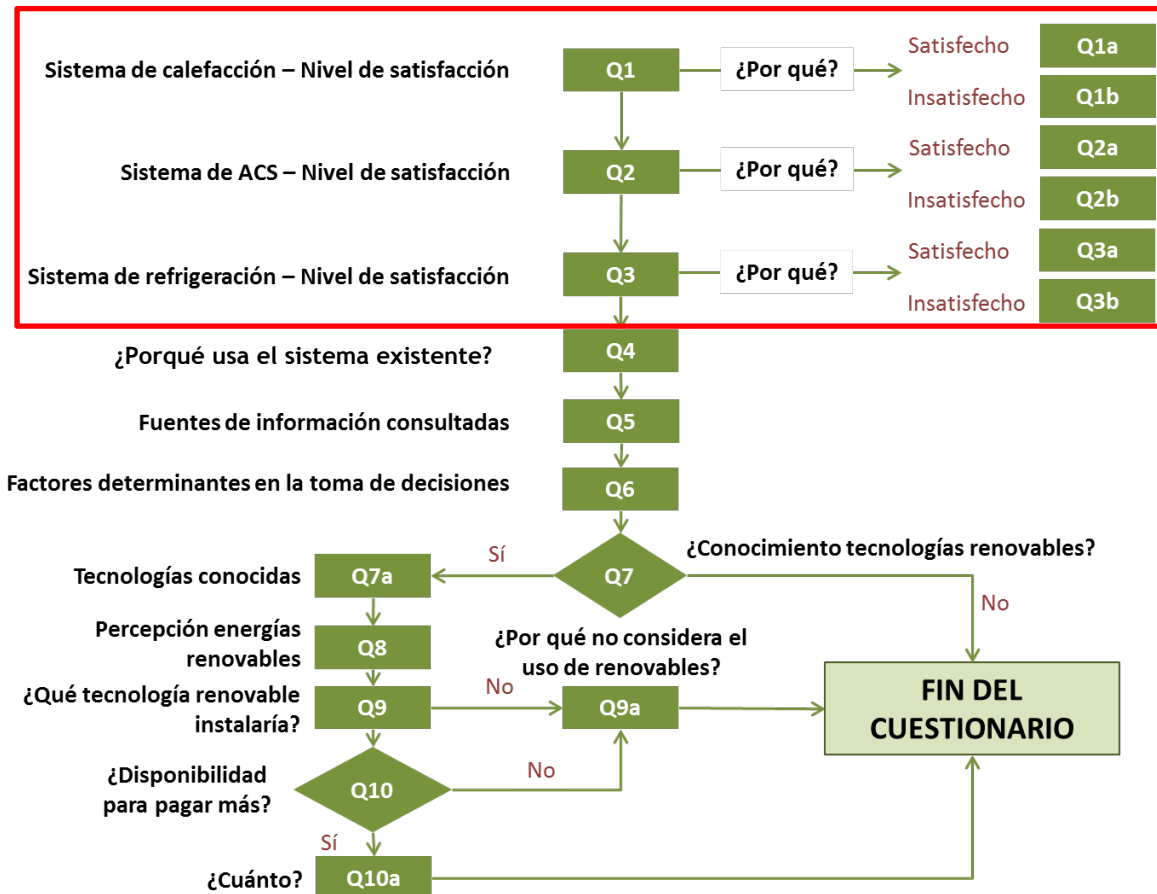 Sistema de calefacción – Nivel de satisfacción
Q1
¿Por qué?
Satisfecho
Q1a
Insatisfecho
Q1b
Sistema de ACS – Nivel de satisfacción
Q2
¿Por qué?
Satisfecho
Q2a
Insatisfecho
Q2b
Sistema de refrigeración – Nivel de satisfacción
Q3
¿Por qué?
Satisfecho
Q3a
Insatisfecho
Q3b
¿Porqué usa el sistema existente?
Q4
Fuentes de información consultadas
Q5
Factores determinantes en la toma de decisiones
Q6
¿Conocimiento tecnologías renovables?
Q7
Sí
No
Tecnologías conocidas
Q7a
Percepción energías
renovables
Q8
¿Qué tecnología renovable
instalaría?
Q9
No
¿Por qué no considera el
uso de renovables?
Q9a
FIN DEL
CUESTIONARIO
¿Disponibilidad
para pagar más?
Q10
No
Sí
¿Cuánto?
Q10a